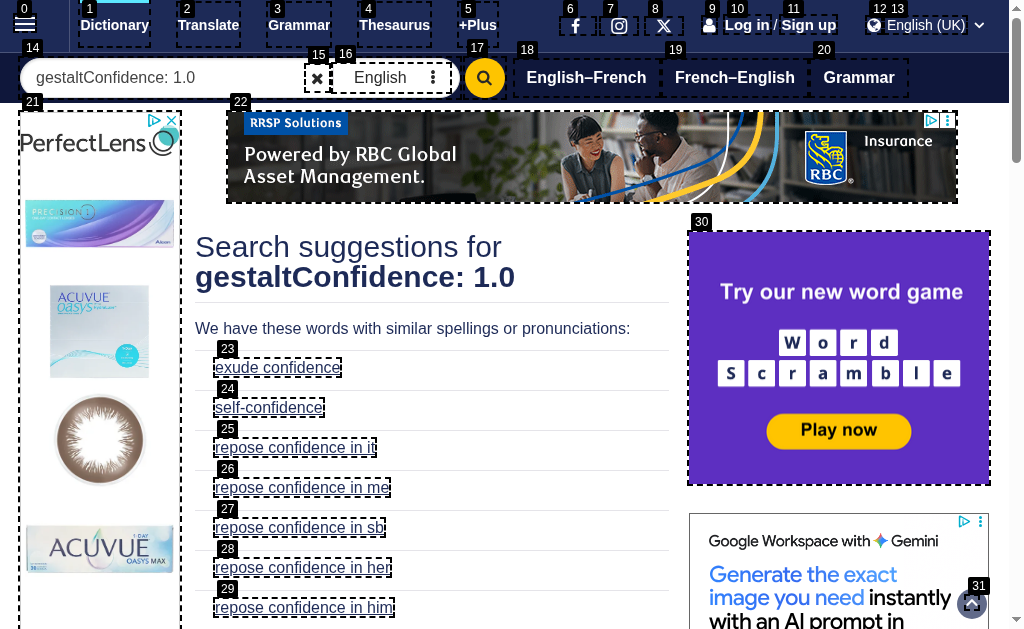 0 1 2 3 4 5 6 7 8 9 10 11 12 13
Dictionary Translate Grammar Thesaurus +Plus Log in / Sign up English (UK)
14 15 16 17 18 19 20
gestaltConfidence: 1.0 English English–French French–English Grammar
21 22
PerfectLens
PRECISION 1
Alcon
ACUVUE
OASYS
1-DAY
ACUVUE
OASYS MAX
RRSP Solutions
Powered by RBC Global
Asset Management.
RBC
®
Insurance
Search suggestions for
gestaltConfidence: 1.0
We have these words with similar spellings or pronunciations:
23
exude confidence
24
self-confidence
25
repose confidence in it
26
repose confidence in me
27
repose confidence in sb
28
repose confidence in her
29
repose confidence in him
30
Try our new word game
W o r d
S c r a m b l e
Play now
Google Workspace with Gemini
Generate the exact
image you need instantly
with an AI prompt in
31